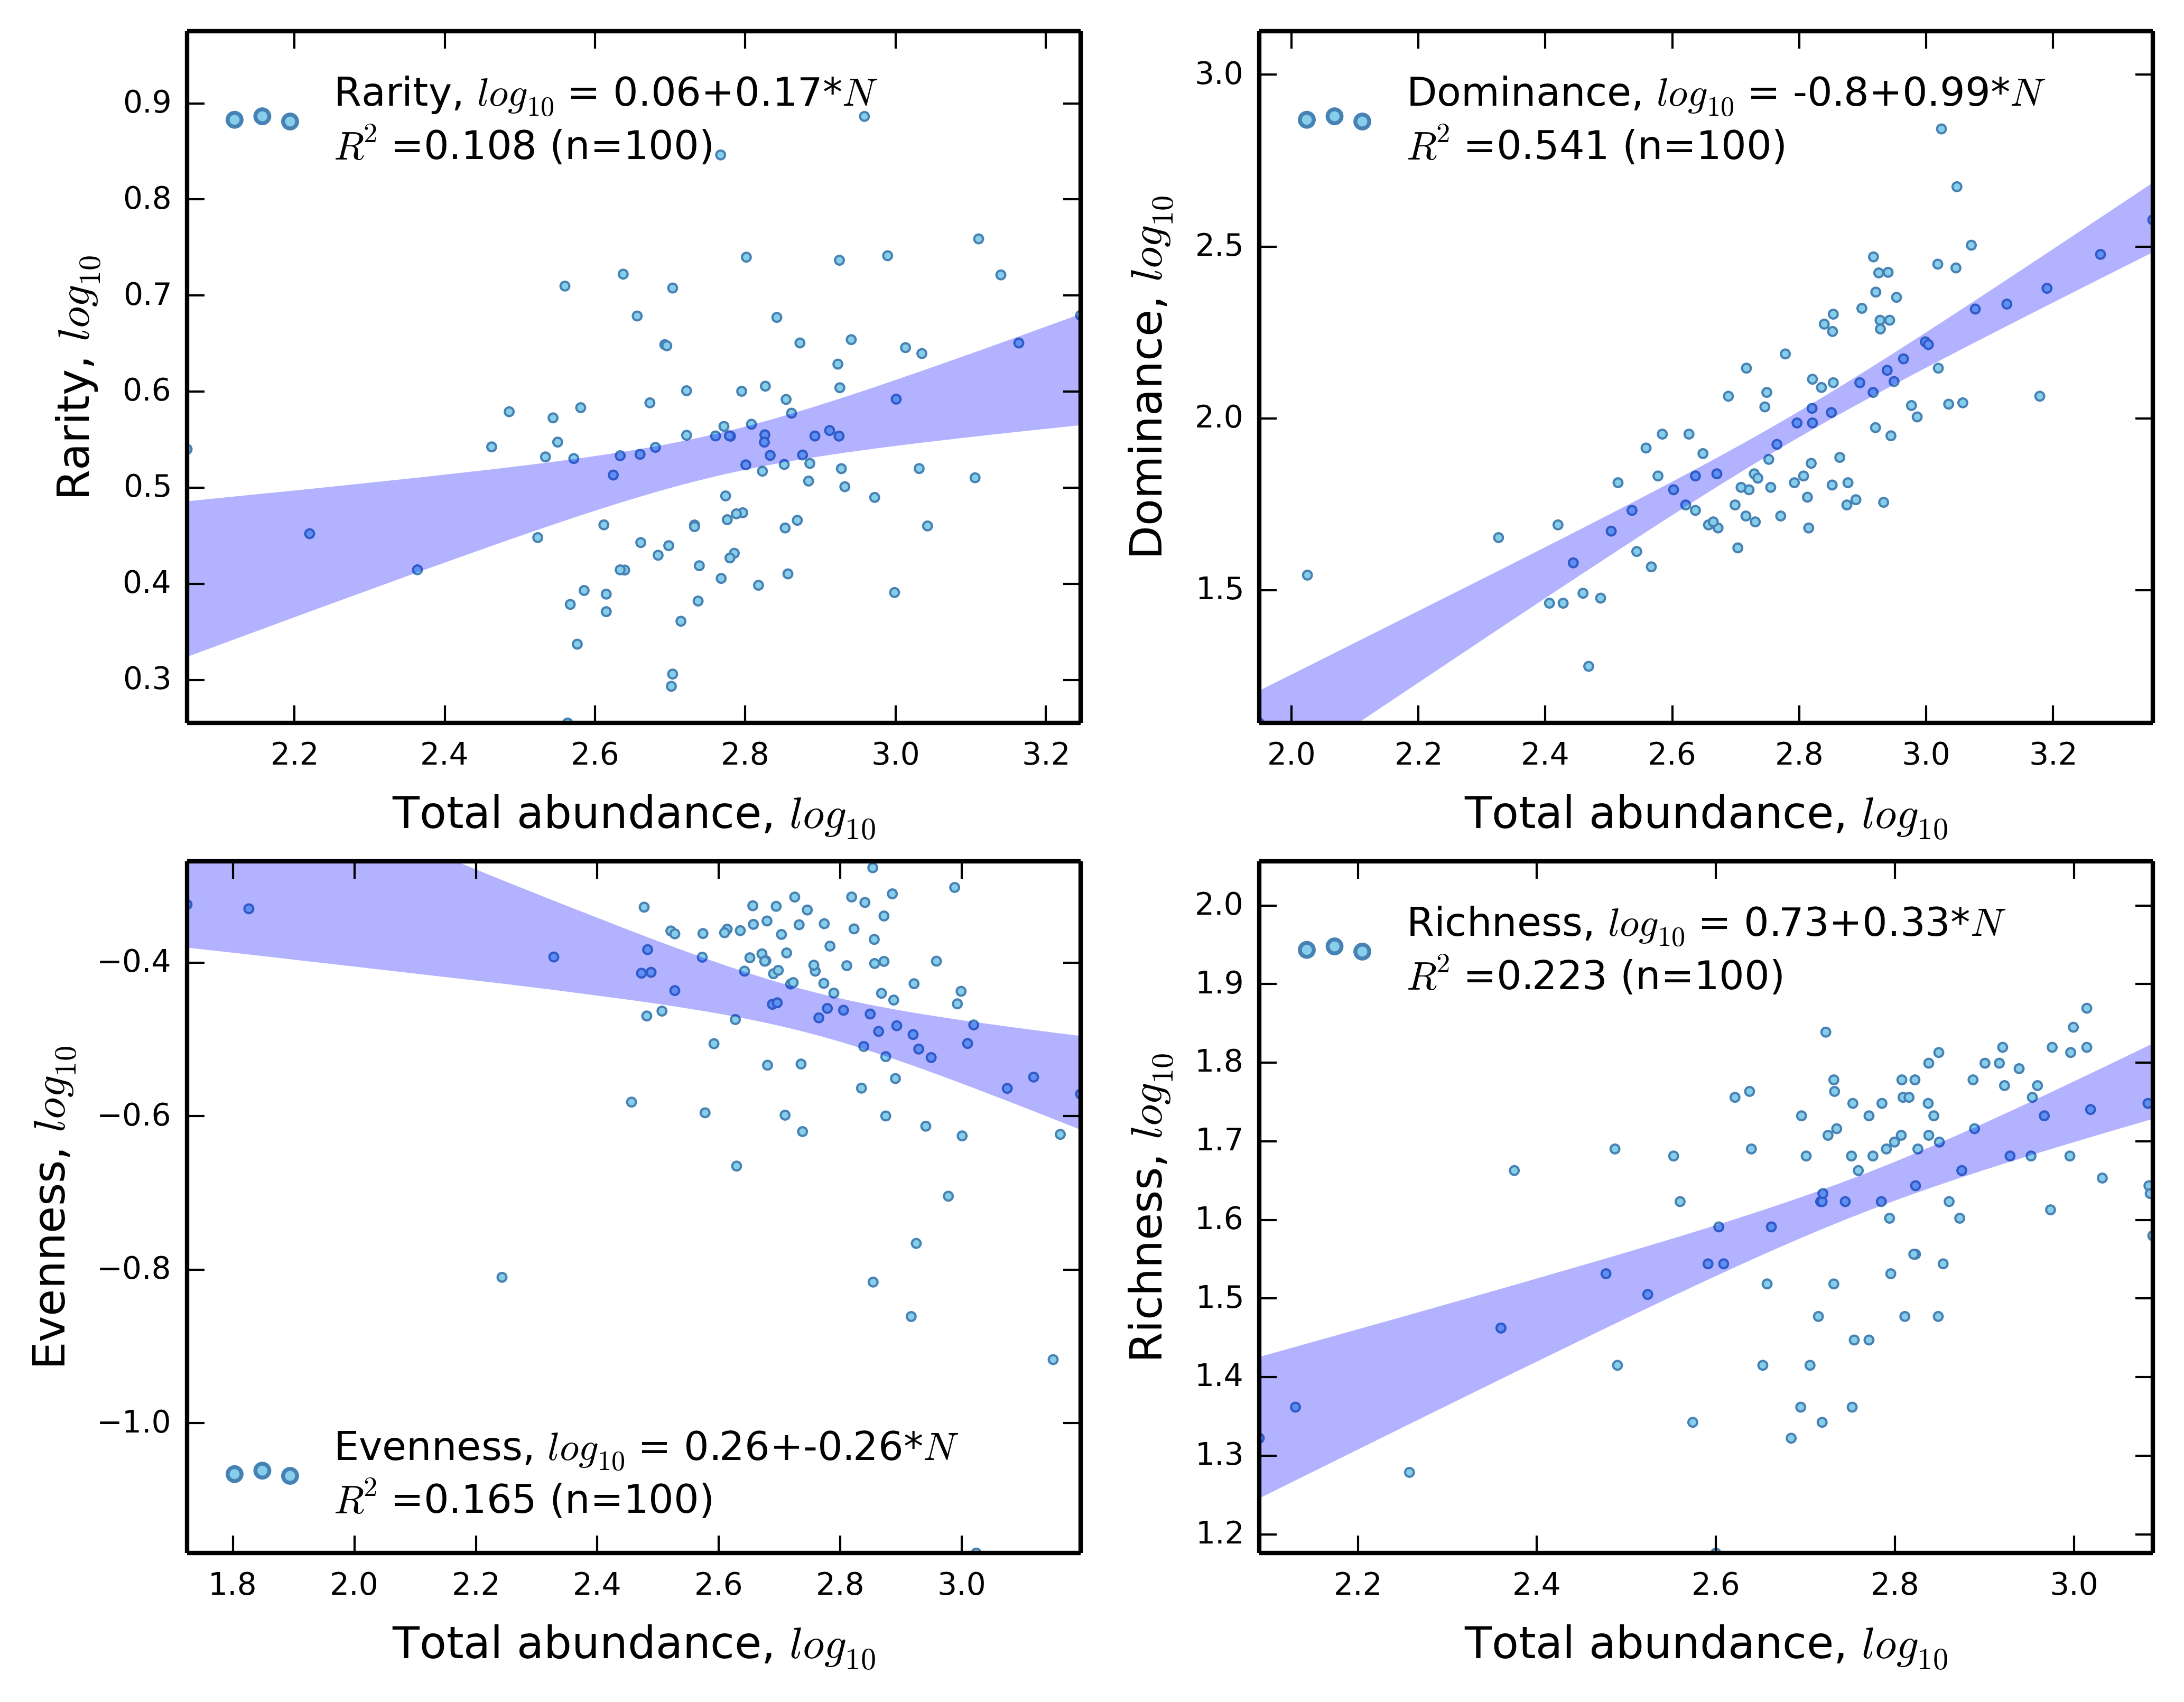 Rarity, log10 = 0.06+0.17*N
R2 =0.108 (n=100)
0.9
0.8
0.7
0.6
0.5
0.4
0.3
Rarity, log10
2.2 2.4 2.6 2.8 3.0 3.2
Total abundance, log10
Dominance, log10 = -0.8+0.99*N
R2 =0.541 (n=100)
3.0
2.5
2.0
1.5
Dominance, log10
2.0 2.2 2.4 2.6 2.8 3.0 3.2
Total abundance, log10
−0.4
−0.6
−0.8
−1.0
Evenness, log10
Evenness, log10 = 0.26+-0.26*N
R2 =0.165 (n=100)
1.8 2.0 2.2 2.4 2.6 2.8 3.0
Total abundance, log10
Richness, log10 = 0.73+0.33*N
R2 =0.223 (n=100)
2.0
1.9
1.8
1.7
1.6
1.5
1.4
1.3
1.2
Richness, log10
2.2 2.4 2.6 2.8 3.0
Total abundance, log10